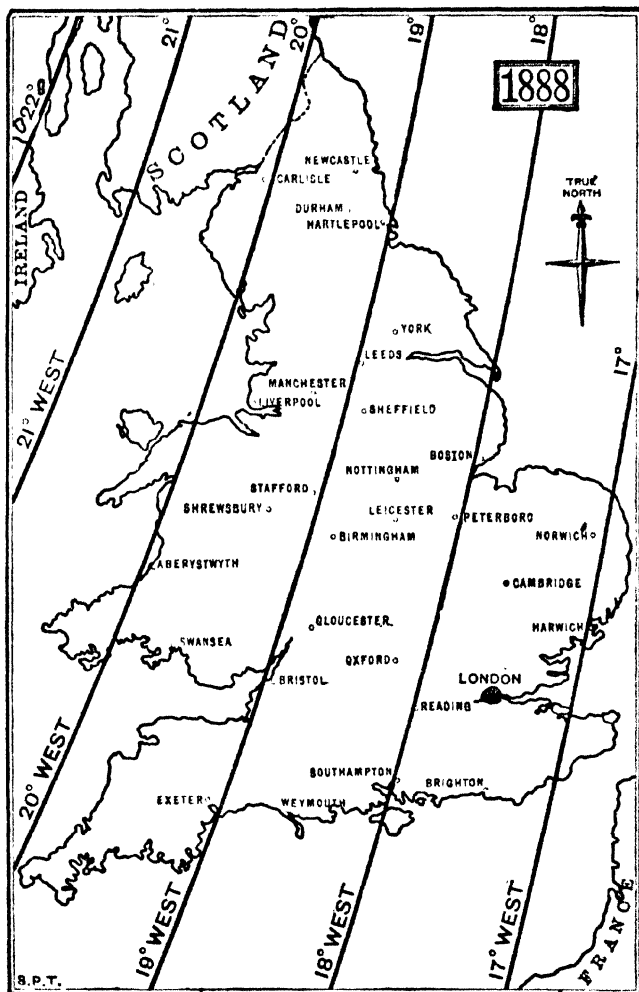 21°
20°
19°
18°
22°
1888
SCOTLAND
IRELAND
NEWCASTLE
CARLISLE
DURHAM
HARTLEPOOL
TRUE
NORTH
YORK
LEEDS
17°
21° WEST
MANCHESTER
LIVERPOOL
SHEFFIELD
BOSTON
NOTTINGHAM
STAFFORD
SHREWSBURY
LEICESTER
PETERBORO
BIRMINGHAM
NORWICH
ABERYSTWYTH
CAMBRIDGE
GLOUCESTER
HARWICH
SWANSEA
OXFORD
LONDON
BRISTOL
READING
20° WEST
SOUTHAMPTON
BRIGHTON
EXETER
WEYMOUTH
19° WEST
18° WEST
17° WEST
FRANCE
S.P.T.